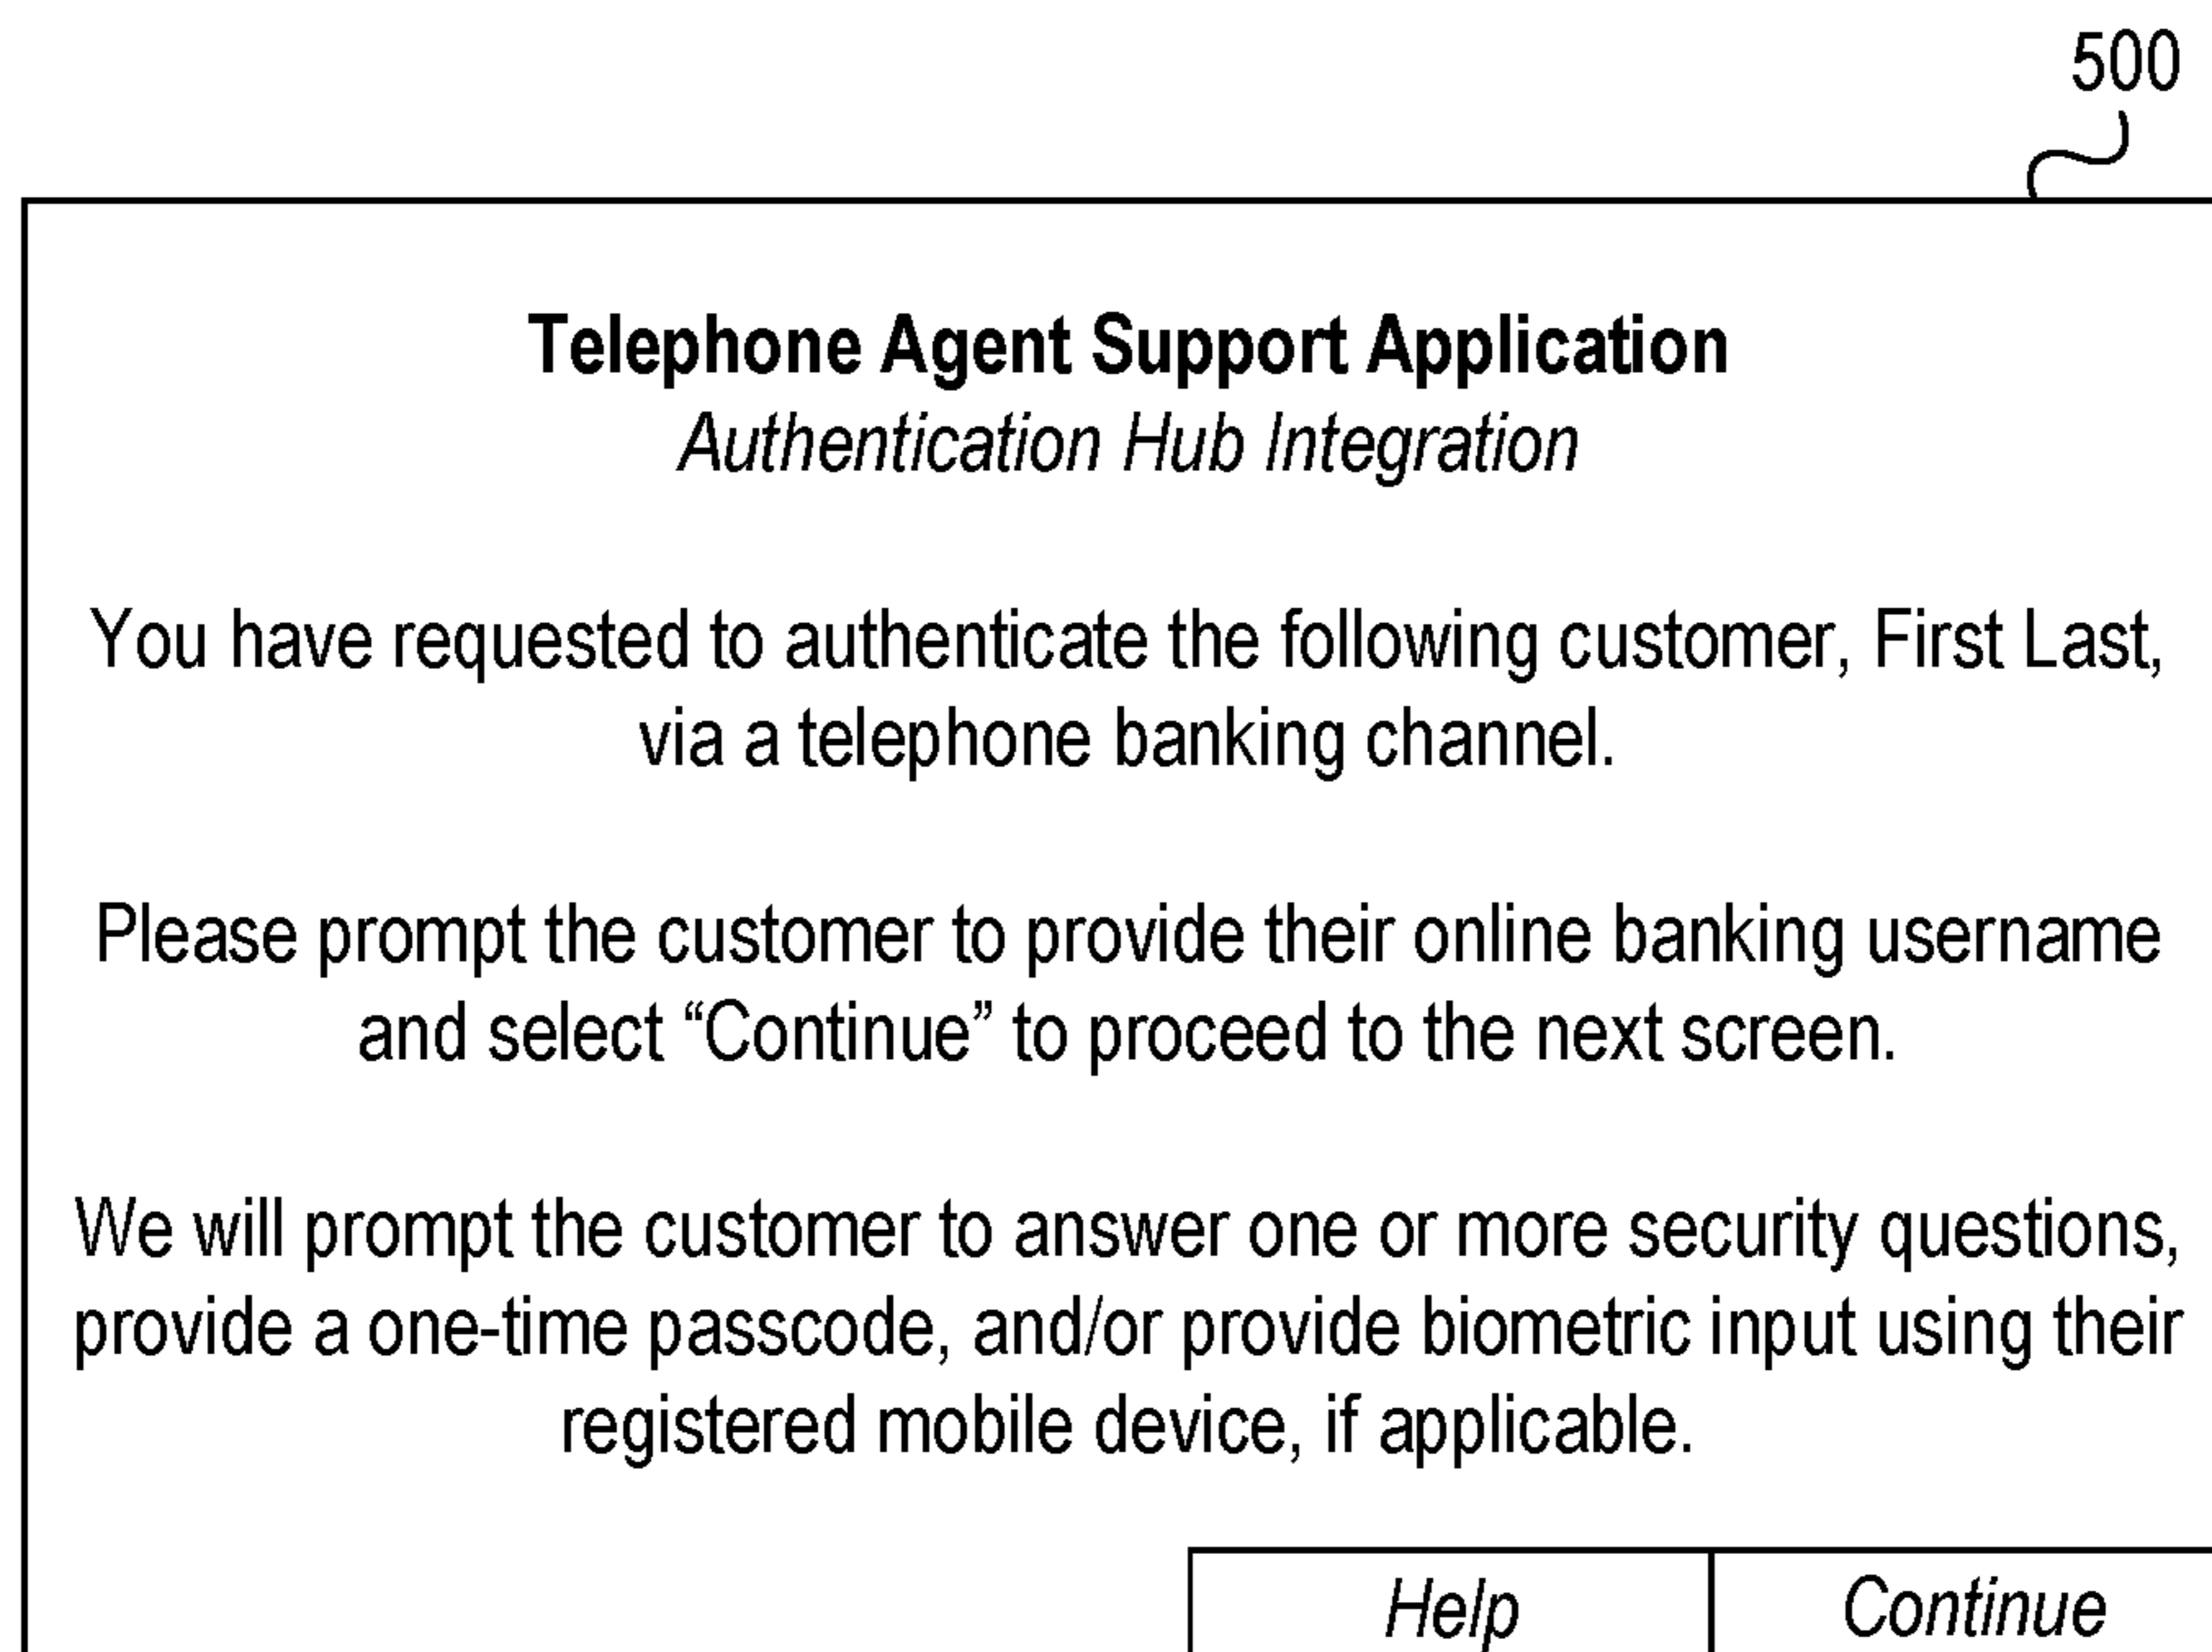 500
Telephone Agent Support Application
Authentication Hub Integration
You have requested to authenticate the following customer, First Last,
via a telephone banking channel.
Please prompt the customer to provide their online banking username
and select “Continue” to proceed to the next screen.
We will prompt the customer to answer one or more security questions,
provide a one-time passcode, and/or provide biometric input using their
registered mobile device, if applicable.
Help Continue